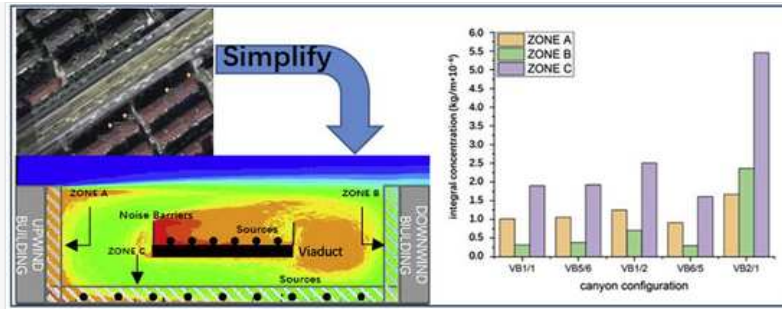 Simplify
ZONE A
ZONE B
Noise Barriers
Sources
ZONE C
Viaduct
Sources
UPWIND
BUILDING
DOWNWIND
BUILDING
integral concentration (kg/m•10⁻⁶)
6.0
5.5
5.0
4.5
4.0
3.5
3.0
2.5
2.0
1.5
1.0
0.5
0.0
ZONE A
ZONE B
ZONE C
VB1/1
VB5/6
VB1/2
VB6/5
VB2/1
canyon configuration